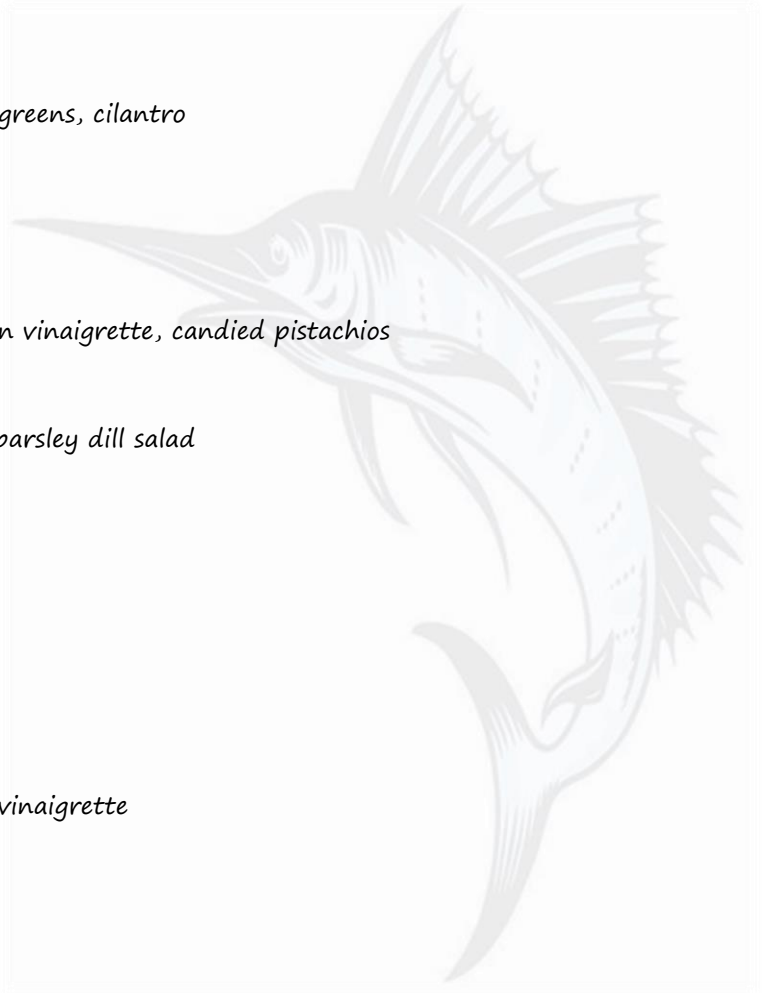 greens, cilantro
vinaigrette, candied pistachios
parsley dill salad
vinaigrette